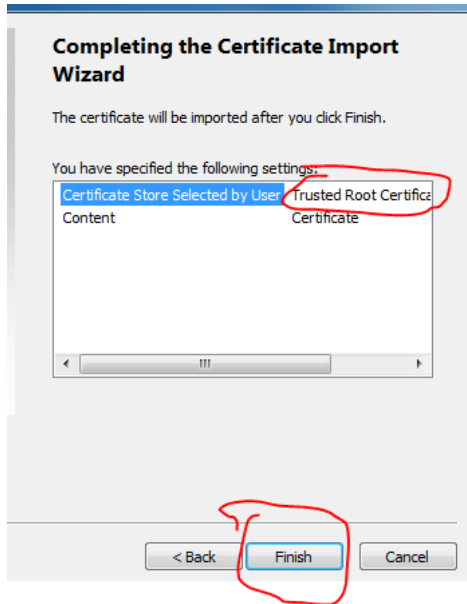 Completing the Certificate Import
Wizard
The certificate will be imported after you click Finish.
You have specified the following settings:
Certificate Store Selected by User Trusted Root Certifica
Content Certificate
< Back Finish Cancel